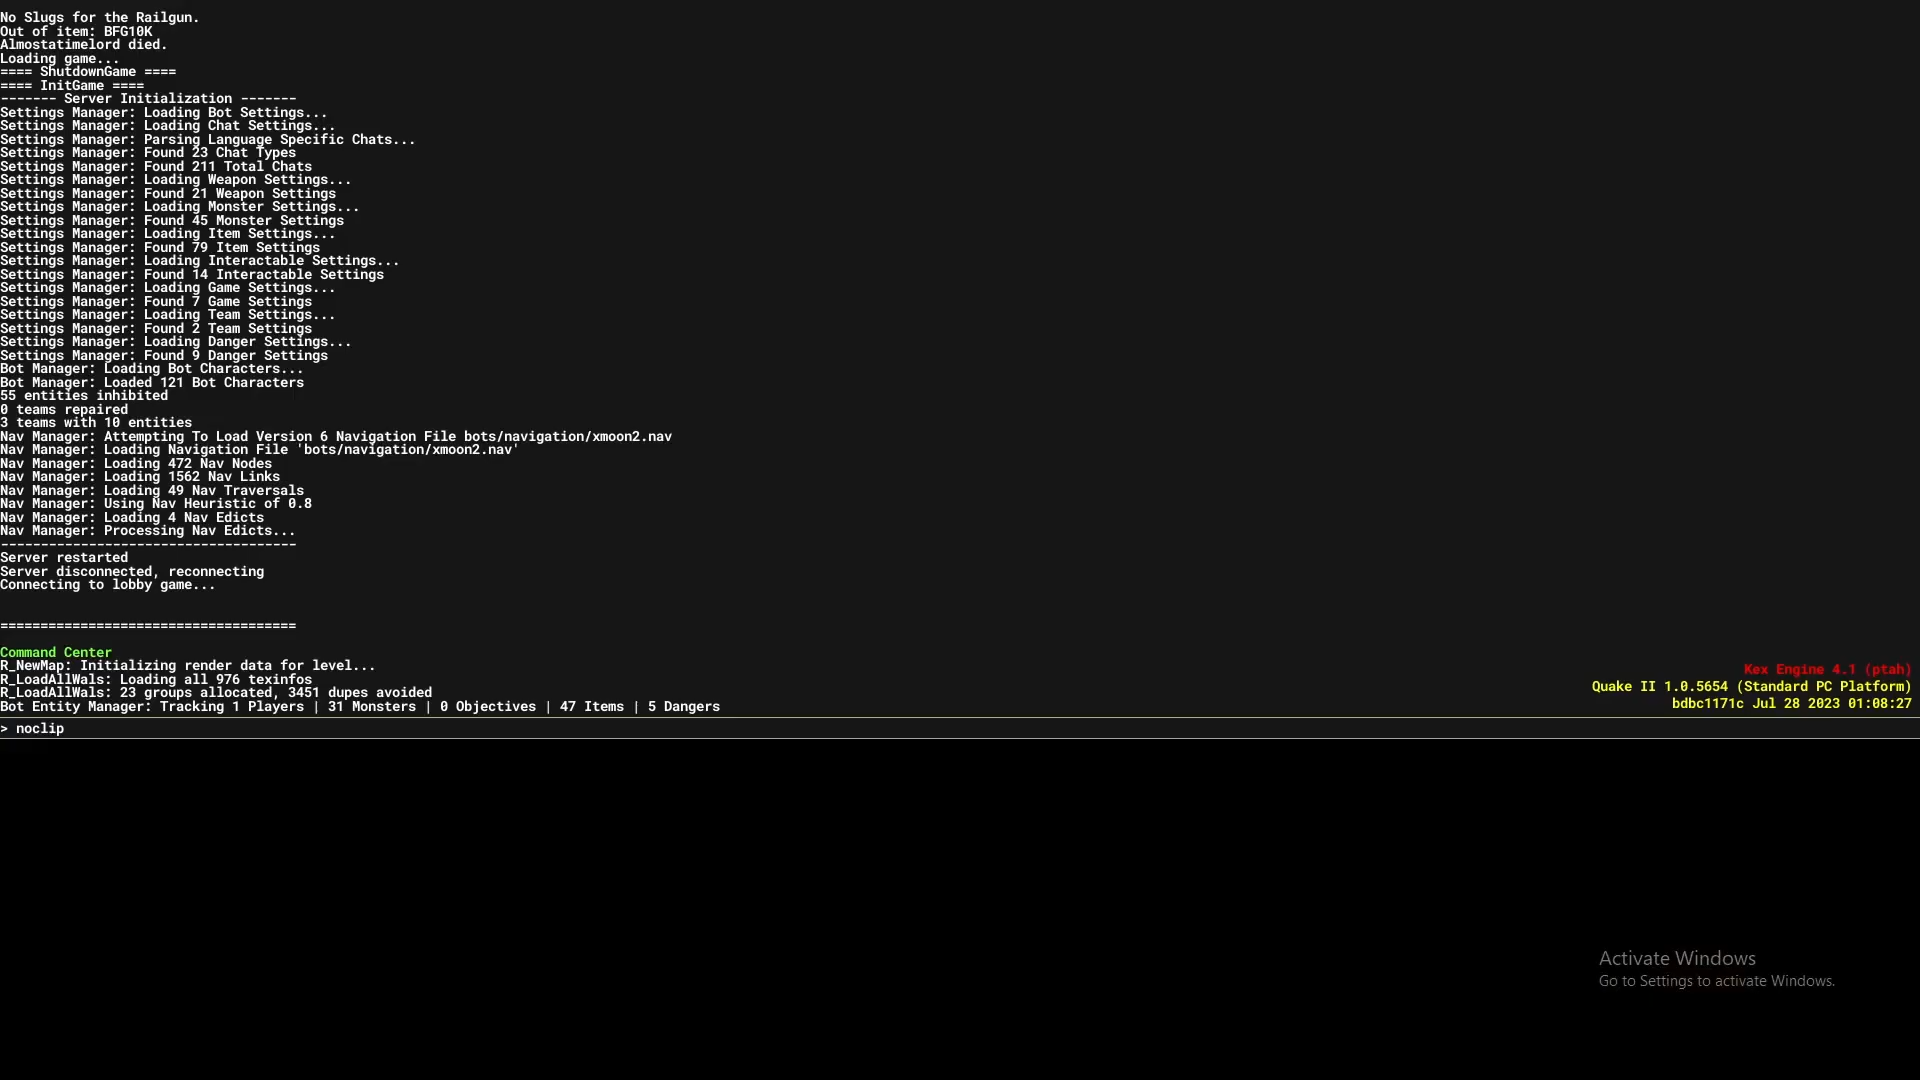 No Slugs for the Railgun.
Out of item: BFG10K
Almostatimelord died.
Loading game...
==== ShutdownGame ====
==== InitGame ====
------- Server Initialization -------
Settings Manager: Loading Bot Settings...
Settings Manager: Loading Chat Settings...
Settings Manager: Parsing Language Specific Chats...
Settings Manager: Found 23 Chat Types
Settings Manager: Found 211 Total Chats
Settings Manager: Loading Weapon Settings...
Settings Manager: Found 21 Weapon Settings
Settings Manager: Loading Monster Settings...
Settings Manager: Found 45 Monster Settings
Settings Manager: Loading Item Settings...
Settings Manager: Found 79 Item Settings
Settings Manager: Loading Interactable Settings...
Settings Manager: Found 14 Interactable Settings
Settings Manager: Loading Game Settings...
Settings Manager: Found 7 Game Settings
Settings Manager: Loading Team Settings...
Settings Manager: Found 2 Team Settings
Settings Manager: Loading Danger Settings...
Settings Manager: Found 9 Danger Settings
Bot Manager: Loading Bot Characters...
Bot Manager: Loaded 121 Bot Characters
55 entities inhibited
0 teams repaired
3 teams with 10 entities
Nav Manager: Attempting To Load Version 6 Navigation File bots/navigation/xmoon2.nav
Nav Manager: Loading Navigation File 'bots/navigation/xmoon2.nav'
Nav Manager: Loading 472 Nav Nodes
Nav Manager: Loading 1562 Nav Links
Nav Manager: Loading 49 Nav Traversals
Nav Manager: Using Nav Heuristic of 0.8
Nav Manager: Loading 4 Nav Edicts
Nav Manager: Processing Nav Edicts...
-------------------------------------
Server restarted
Server disconnected, reconnecting
Connecting to lobby game...
=====================================
Command Center
R_NewMap: Initializing render data for level...
R_LoadAllWals: Loading all 976 texinfos
R_LoadAllWals: 23 groups allocated, 3451 dupes avoided
Bot Entity Manager: Tracking 1 Players | 31 Monsters | 0 Objectives | 47 Items | 5 Dangers
Kex Engine 4.1 (ptah)
Quake II 1.0.5654 (Standard PC Platform)
bdbc1171c Jul 28 2023 01:08:27
> noclip
Activate Windows
Go to Settings to activate Windows.